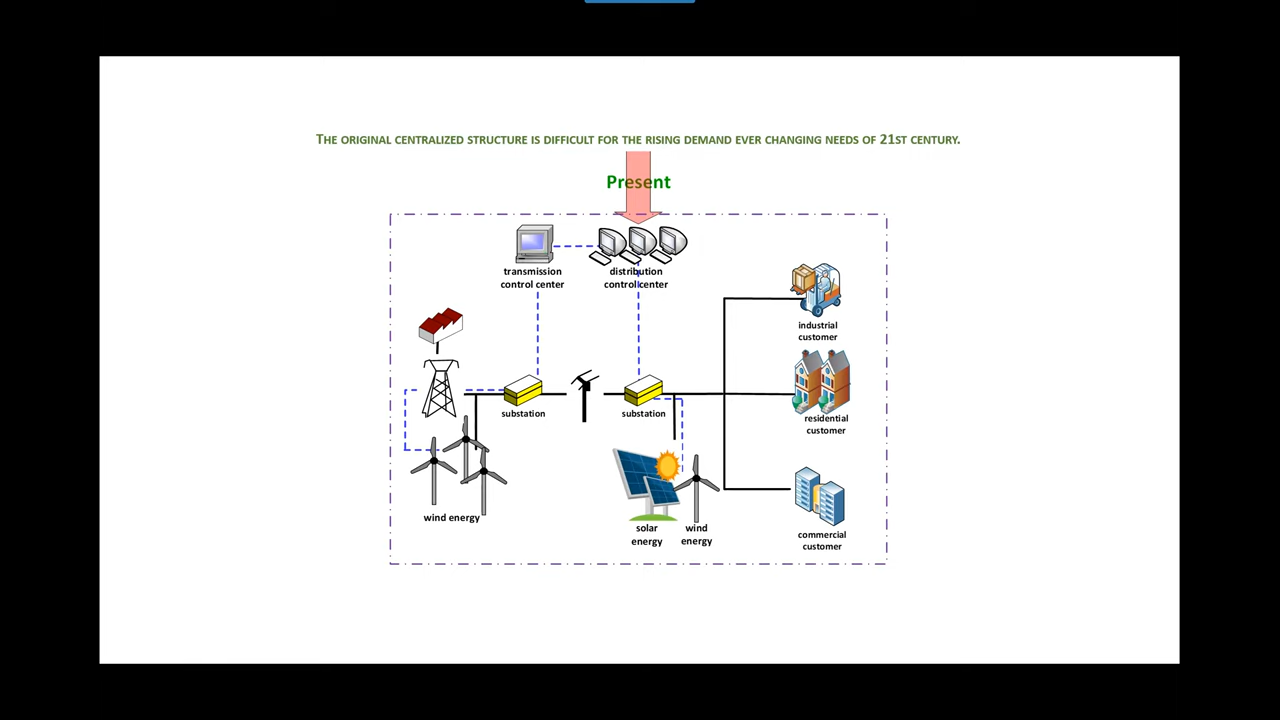 THE ORIGINAL CENTRALIZED STRUCTURE IS DIFFICULT FOR THE RISING DEMAND EVER CHANGING NEEDS OF 21ST CENTURY.
Present
transmission
control center
distribution
control center
industrial
customer
substation
substation
residential
customer
wind energy
solar
energy
wind
energy
commercial
customer